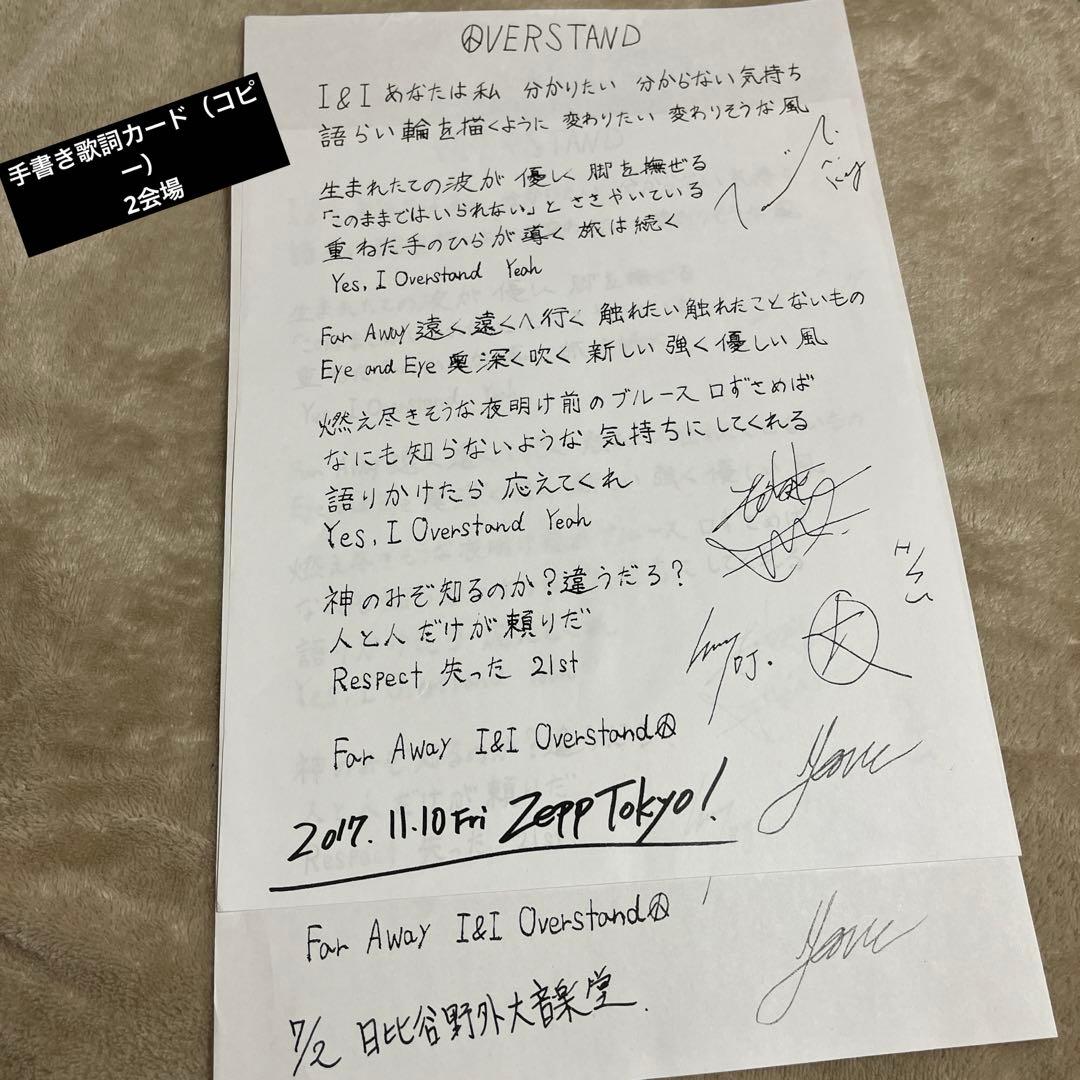 手書き歌詞カード（コピ
ー）
2会場
OVERSTAND
I & I あなたは私 分かりたい 分からない気持ち
語らい輪を描くように 変わりたい 変わりそうな風
生まれたての波が 優しく 脚を撫ぜる
「このままではいられない」と ささやいている
重ねた手のひらが導く 旅は続く
Yes, I Overstand Yeah
Far Away 遠く遠くへ行く 触れたい触れたことないもの
Eye and Eye 奥深く吹く 新しい 強く優しい風
燃え尽きそうな夜明け前のブルース 口ずさめば
なにも知らないような 気持ちにしてくれる
語りかけたら 応えてくれ
Yes, I Overstand Yeah
神のみぞ知るのか?違うだろ?
人と人だけが頼りだ
Respect 失った 21st
Far Away I&I Overstand
2017. 11.10 Fri Zepp Tokyo!
Far Away I&I Overstand
7/2 日比谷野外大音楽堂